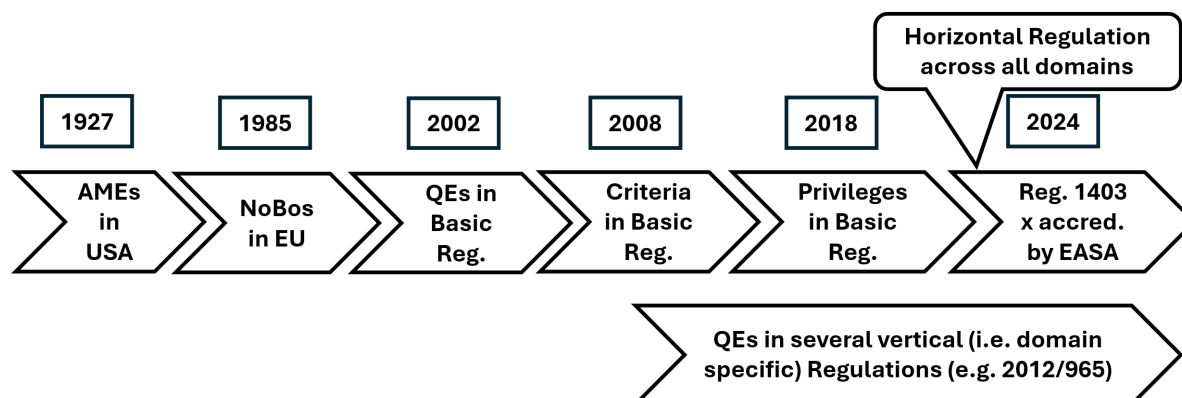 Horizontal Regulation
across all domains
1927
1985
2002
2008
2018
2024
AMEs
in
USA
NoBos
in EU
QEs in
Basic
Reg.
Criteria
in Basic
Reg.
Privileges
in Basic
Reg.
Reg. 1403
x accred.
by EASA
QEs in several vertical (i.e. domain
specific) Regulations (e.g. 2012/965)